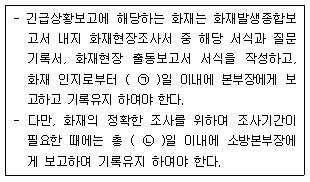 - 긴급상황보고에 해당하는 화재는 화재발생종합보
고서 내지 화재현장조사서 중 해당 서식과 질문
기록서, 화재현장 출동보고서 서식을 작성하고,
화재 인지로부터 ( ㉠ )일 이내에 본부장에게 보
고하고 기록유지 하여야 한다.
- 다만, 화재의 정확한 조사를 위하여 조사기간이
필요한 때에는 총 ( ㉡ )일 이내에 소방본부장에
게 보고하여 기록유지 하여야 한다.